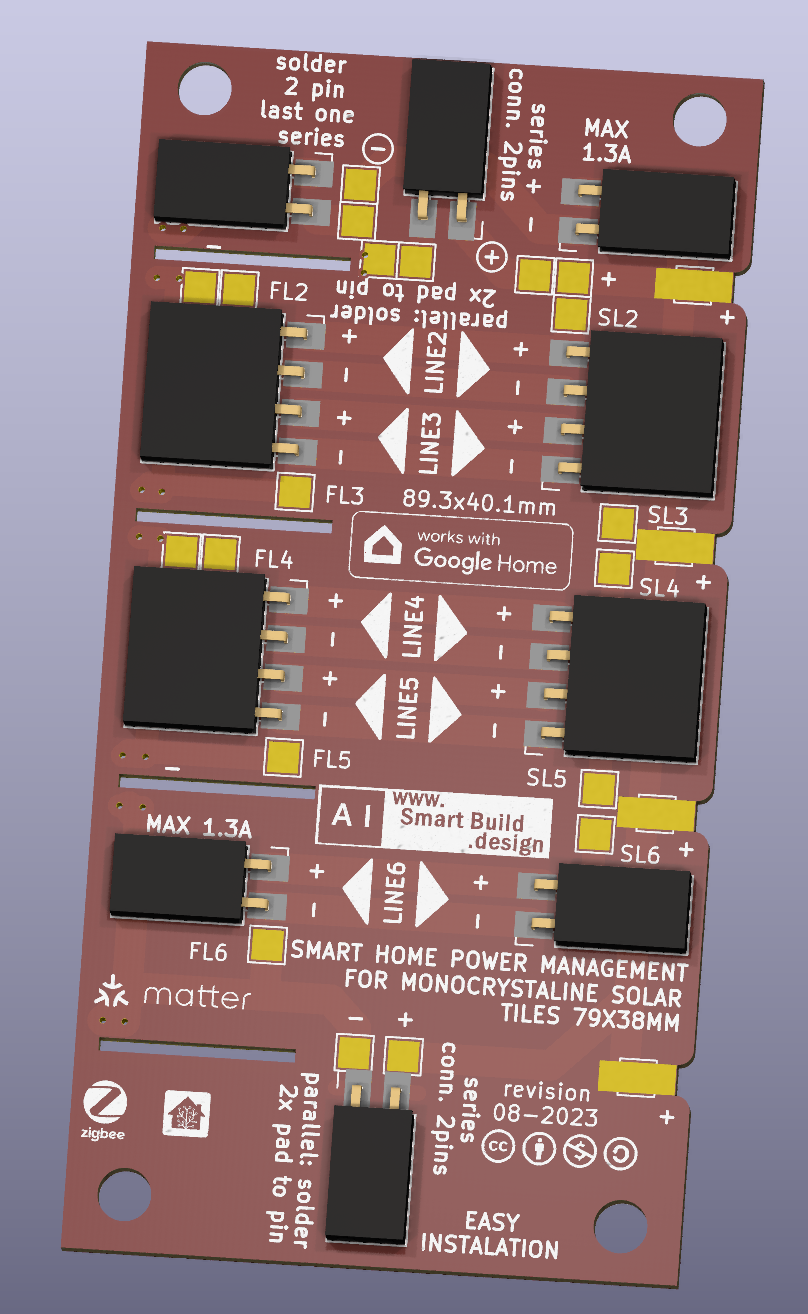 solder
2 pin
last one
series
−
conn. 2pins
series + −
MAX
1.3A
−
+
+
FL2
2x pad to pin
parallel: solder
SL2
+
+
−
+
−
LINE2
LINE3
+
−
+
−
FL3
89.3x40.1mm
SL3
works with
Google Home
FL4
SL4
+
+
−
+
−
LINE4
LINE5
+
−
+
−
FL5
−
SL5
+
AI
www.
Smart Build
.design
MAX 1.3A
SL6
+
+
−
LINE6
+
−
FL6
SMART HOME POWER MANAGEMENT
FOR MONOCRYSTALINE SOLAR
TILES 79X38MM
matter
− +
zigbee
parallel: solder
2x pad to pin
conn. 2pins
series
revision
08-2023
+
cc
EASY
INSTALATION